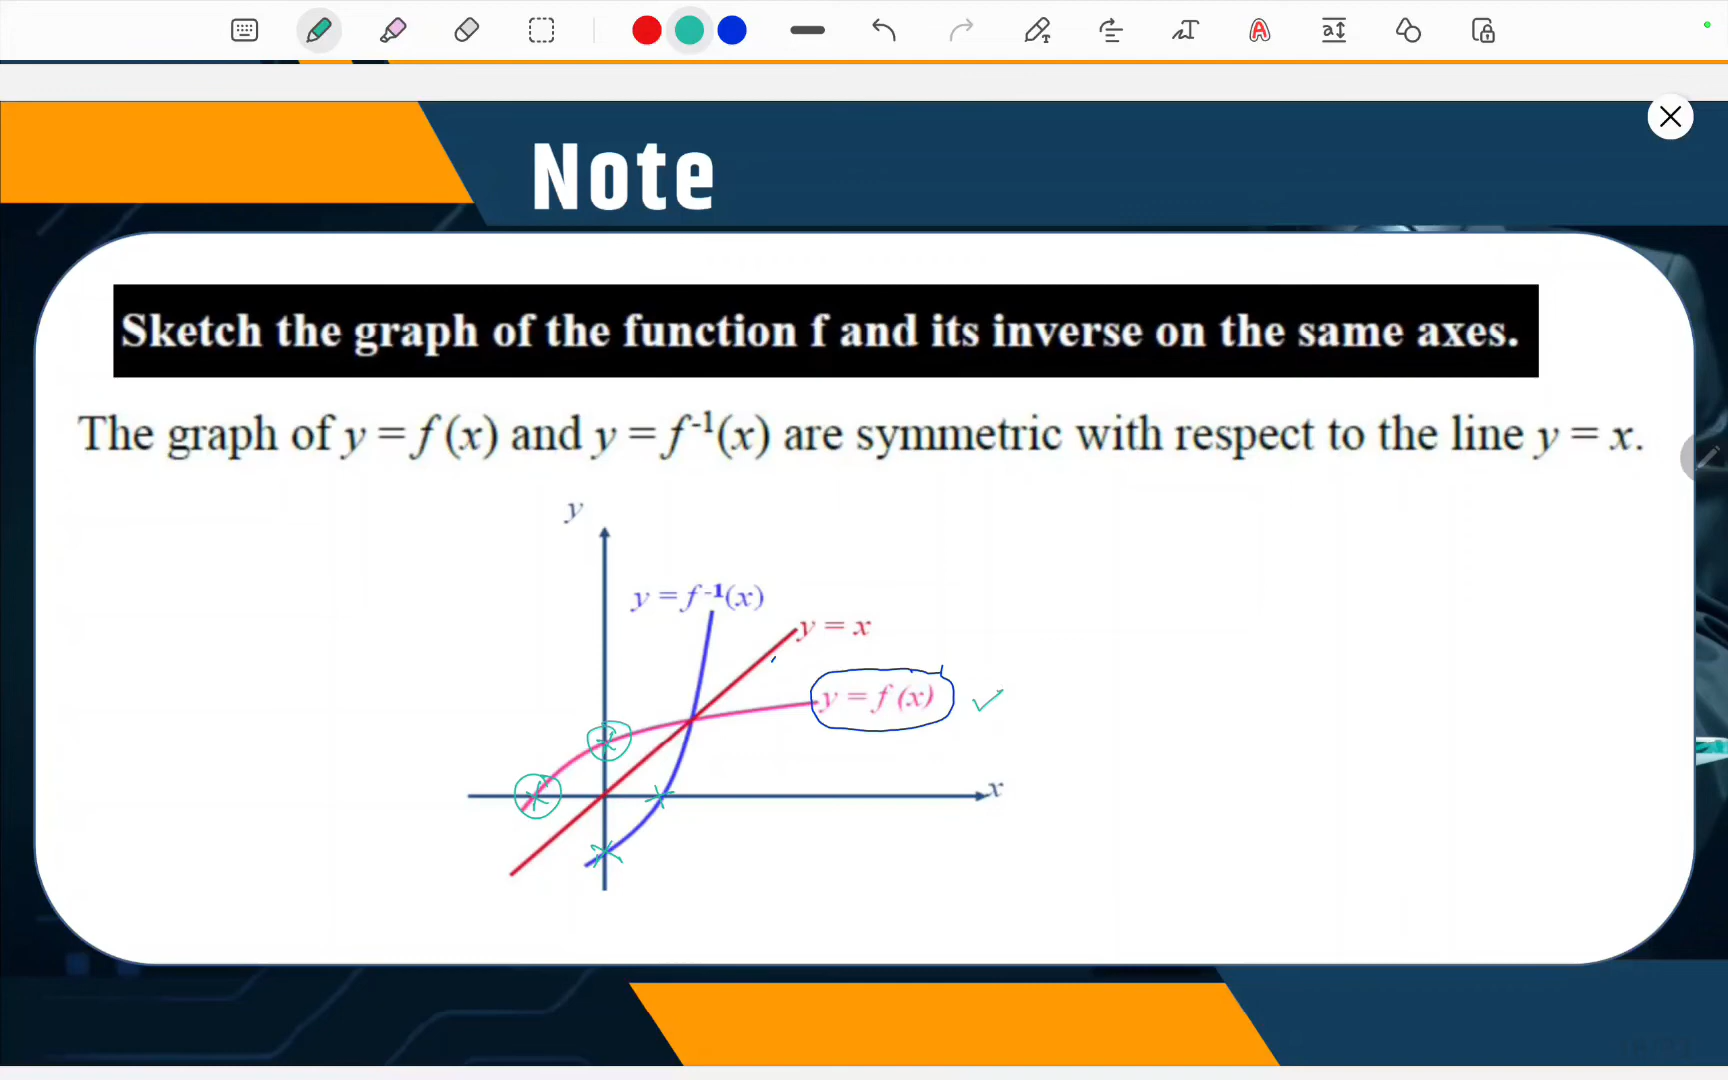 Note
Sketch the graph of the function f and its inverse on the same axes.
The graph of y = f (x) and y = f⁻¹(x) are symmetric with respect to the line y = x.
y
y = f⁻¹(x)
y = x
y = f (x)
x